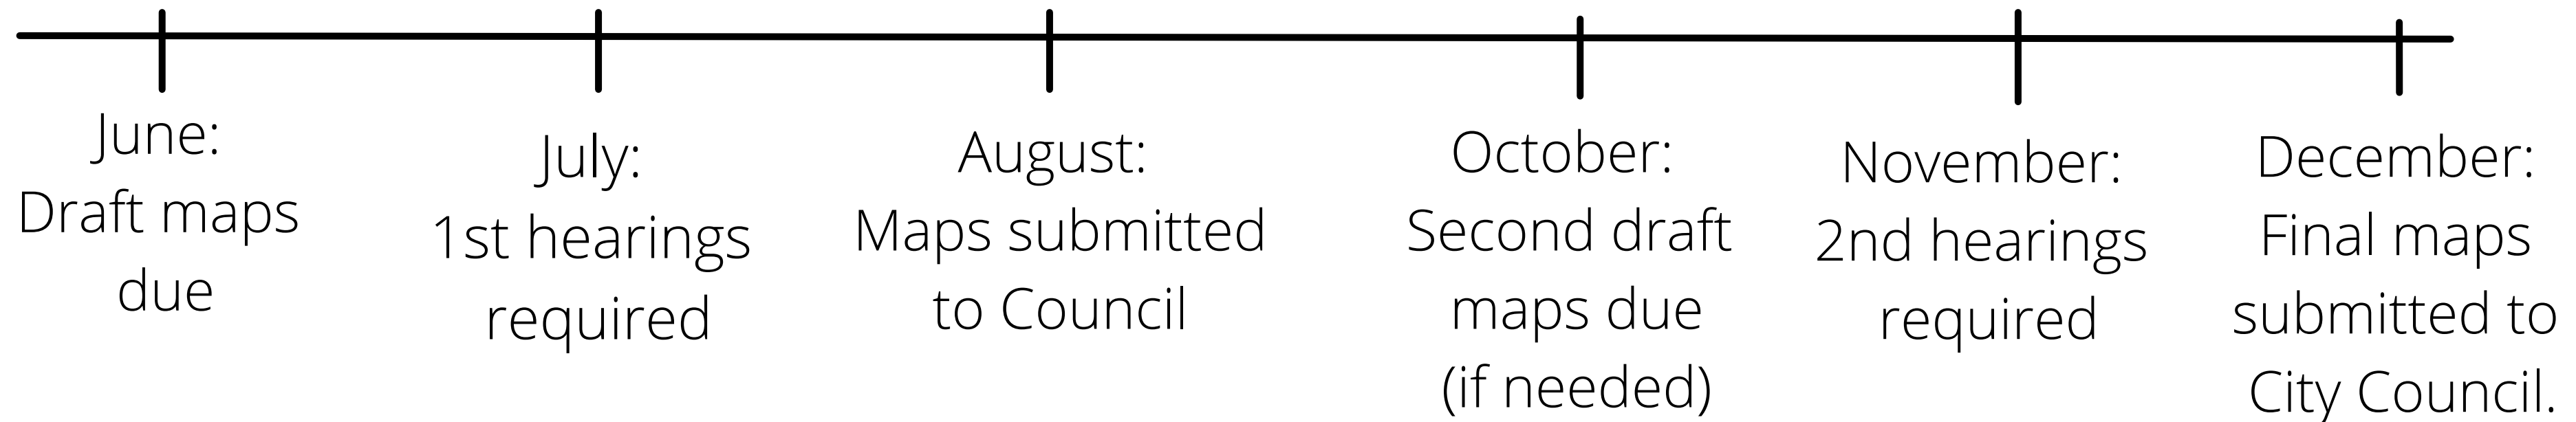 June:
Draft maps
due
July:
1st hearings
required
August:
Maps submitted
to Council
October:
Second draft
maps due
(if needed)
November:
2nd hearings
required
December:
Final maps
submitted to
City Council.